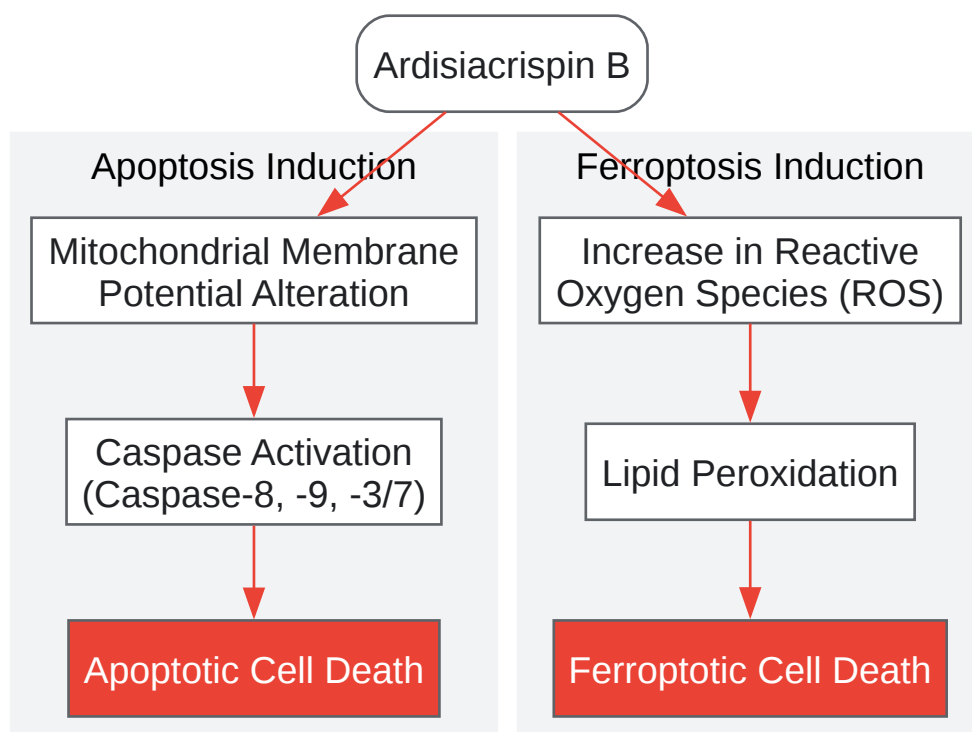 Ardisiacrispin B
Apoptosis Induction
Mitochondrial Membrane
Potential Alteration
Caspase Activation
(Caspase-8, -9, -3/7)
Apoptotic Cell Death
Ferroptosis Induction
Increase in Reactive
Oxygen Species (ROS)
Lipid Peroxidation
Ferroptotic Cell Death